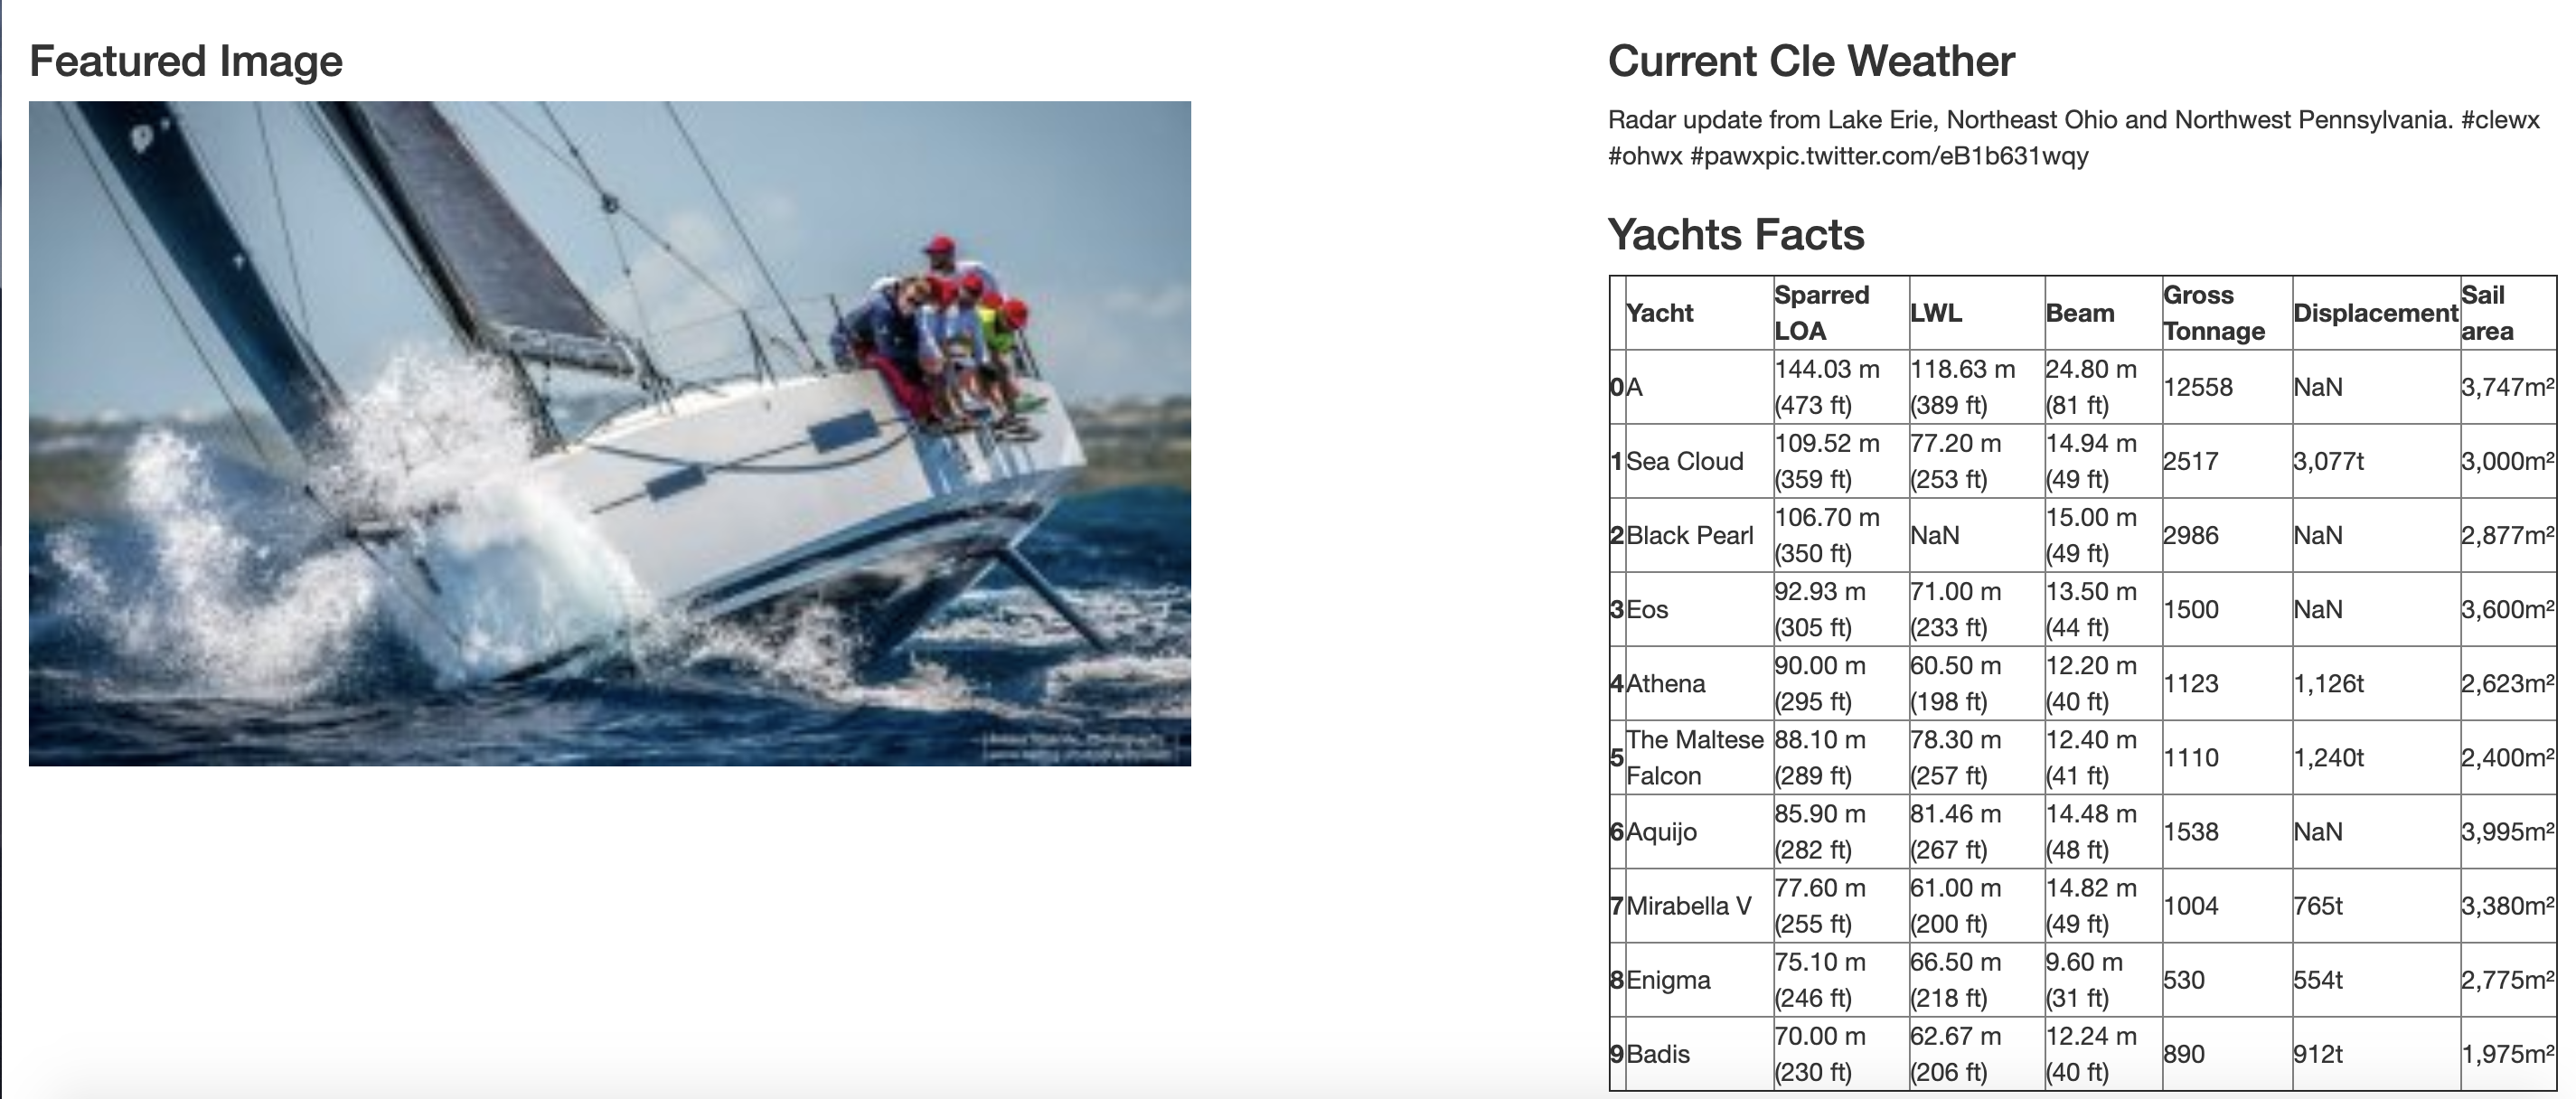 Featured Image
Current Cle Weather
Radar update from Lake Erie, Northeast Ohio and Northwest Pennsylvania. #clewx
#ohwx #pawxpic.twitter.com/eB1b631wqy
Yachts Facts
Yacht Sparred LOA LWL Beam Gross Tonnage Displacement Sail area
0 A 144.03 m (473 ft) 118.63 m (389 ft) 24.80 m (81 ft) 12558 NaN 3,747m²
1 Sea Cloud 109.52 m (359 ft) 77.20 m (253 ft) 14.94 m (49 ft) 2517 3,077t 3,000m²
2 Black Pearl 106.70 m (350 ft) NaN 15.00 m (49 ft) 2986 NaN 2,877m²
3 Eos 92.93 m (305 ft) 71.00 m (233 ft) 13.50 m (44 ft) 1500 NaN 3,600m²
4 Athena 90.00 m (295 ft) 60.50 m (198 ft) 12.20 m (40 ft) 1123 1,126t 2,623m²
5 The Maltese Falcon 88.10 m (289 ft) 78.30 m (257 ft) 12.40 m (41 ft) 1110 1,240t 2,400m²
6 Aquijo 85.90 m (282 ft) 81.46 m (267 ft) 14.48 m (48 ft) 1538 NaN 3,995m²
7 Mirabella V 77.60 m (255 ft) 61.00 m (200 ft) 14.82 m (49 ft) 1004 765t 3,380m²
8 Enigma 75.10 m (246 ft) 66.50 m (218 ft) 9.60 m (31 ft) 530 554t 2,775m²
9 Badis 70.00 m (230 ft) 62.67 m (206 ft) 12.24 m (40 ft) 890 912t 1,975m²